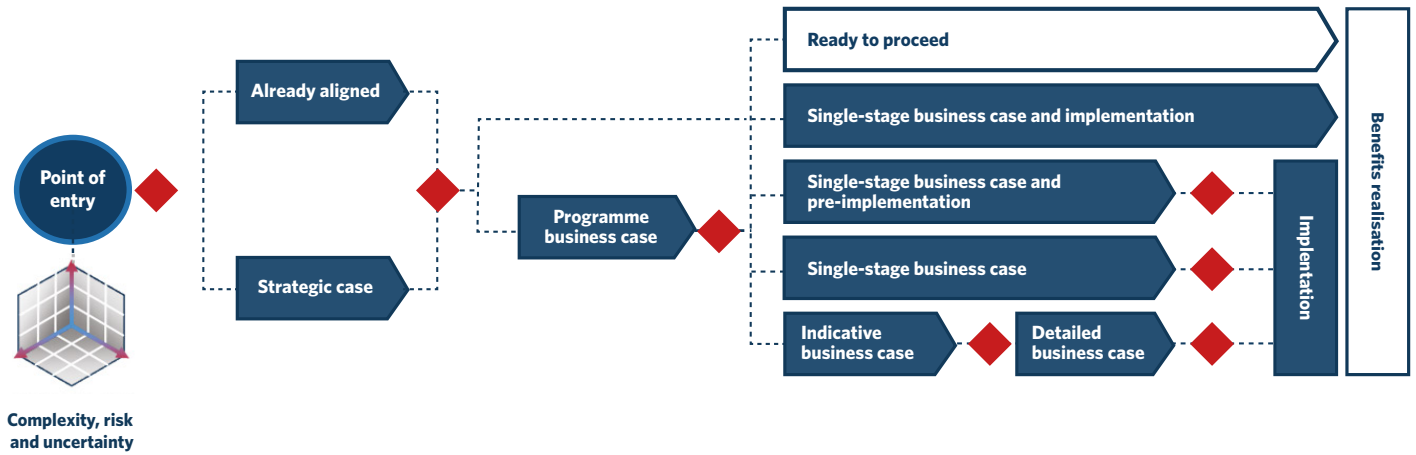 Point of
entry
Complexity, risk
and uncertainty
Already aligned
Strategic case
Programme
business case
Ready to proceed
Single-stage business case and implementation
Single-stage business case and
pre-implementation
Single-stage business case
Indicative
business case
Detailed
business case
Implentation
Benefits realisation